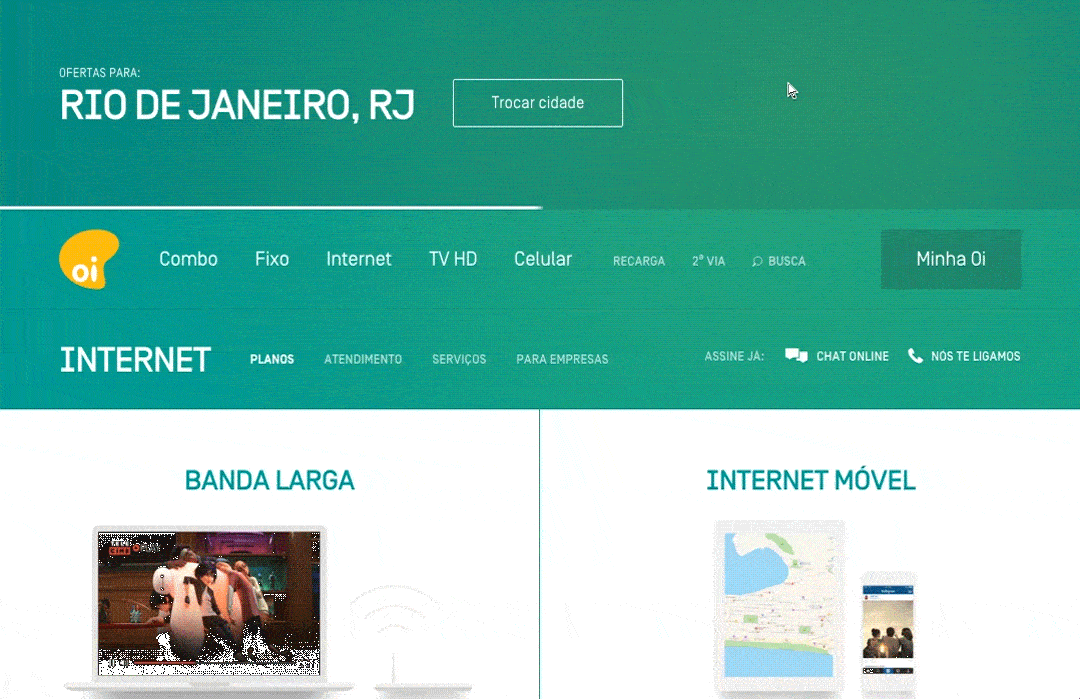 OFERTAS PARA:
RIO DE JANEIRO, RJ
Trocar cidade
oi
Combo Fixo Internet TV HD Celular RECARGA 2ª VIA BUSCA Minha Oi
INTERNET PLANOS ATENDIMENTO SERVIÇOS PARA EMPRESAS ASSINE JÁ: CHAT ONLINE NÓS TE LIGAMOS
BANDA LARGA INTERNET MÓVEL